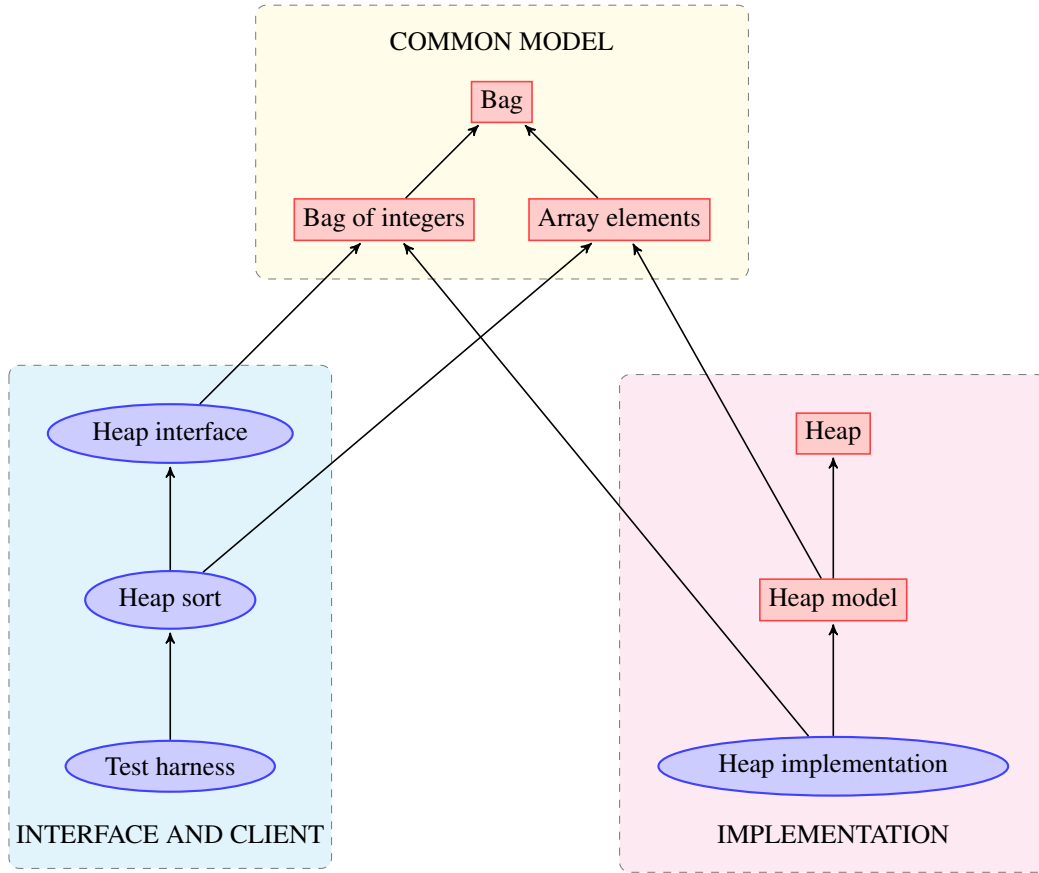 COMMON MODEL
Bag
Bag of integers
Array elements
Heap interface
Heap
Heap sort
Heap model
Test harness
Heap implementation
INTERFACE AND CLIENT
IMPLEMENTATION